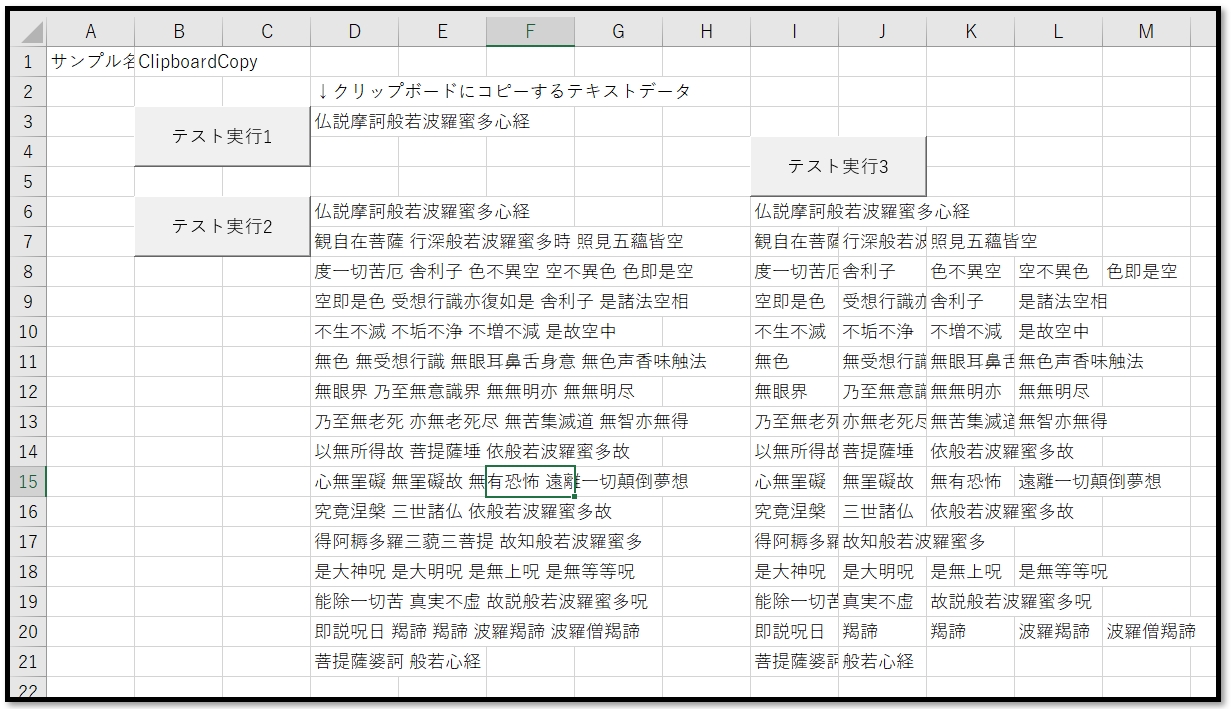 A B C D E F G H I J K L M
1 サンプル名 ClipboardCopy
2 ↓クリップボードにコピーするテキストデータ
3 テスト実行1 仏説摩訶般若波羅蜜多心経
4 テスト実行3
5
6 テスト実行2 仏説摩訶般若波羅蜜多心経 仏説摩訶般若波羅蜜多心経
7 観自在菩薩 行深般若波羅蜜多時 照見五蘊皆空 観自在菩薩 行深般若波 照見五蘊皆空
8 度一切苦厄 舎利子 色不異空 空不異色 色即是空 度一切苦厄 舎利子 色不異空 空不異色 色即是空
9 空即是色 受想行識亦復如是 舎利子 是諸法空相 空即是色 受想行識亦 舎利子 是諸法空相
10 不生不滅 不垢不浄 不増不減 是故空中 不生不滅 不垢不浄 不増不減 是故空中
11 無色 無受想行識 無眼耳鼻舌身意 無色声香味触法 無色 無受想行識 無眼耳鼻舌 無色声香味触法
12 無眼界 乃至無意識界 無無明亦 無無明尽 無眼界 乃至無意識 無無明亦 無無明尽
13 乃至無老死 亦無老死尽 無苦集滅道 無智亦無得 乃至無老死 亦無老死尽 無苦集滅道 無智亦無得
14 以無所得故 菩提薩埵 依般若波羅蜜多故 以無所得故 菩提薩埵 依般若波羅蜜多故
15 心無罣礙 無罣礙故 無有恐怖 遠離一切顛倒夢想 心無罣礙 無罣礙故 無有恐怖 遠離一切顛倒夢想
16 究竟涅槃 三世諸仏 依般若波羅蜜多故 究竟涅槃 三世諸仏 依般若波羅蜜多故
17 得阿耨多羅三藐三菩提 故知般若波羅蜜多 得阿耨多羅 故知般若波羅蜜多
18 是大神呪 是大明呪 是無上呪 是無等等呪 是大神呪 是大明呪 是無上呪 是無等等呪
19 能除一切苦 真実不虚 故説般若波羅蜜多呪 能除一切苦 真実不虚 故説般若波羅蜜多呪
20 即説呪日 羯諦 羯諦 波羅羯諦 波羅僧羯諦 即説呪日 羯諦 羯諦 波羅羯諦 波羅僧羯諦
21 菩提薩婆訶 般若心経 菩提薩婆訶 般若心経
22